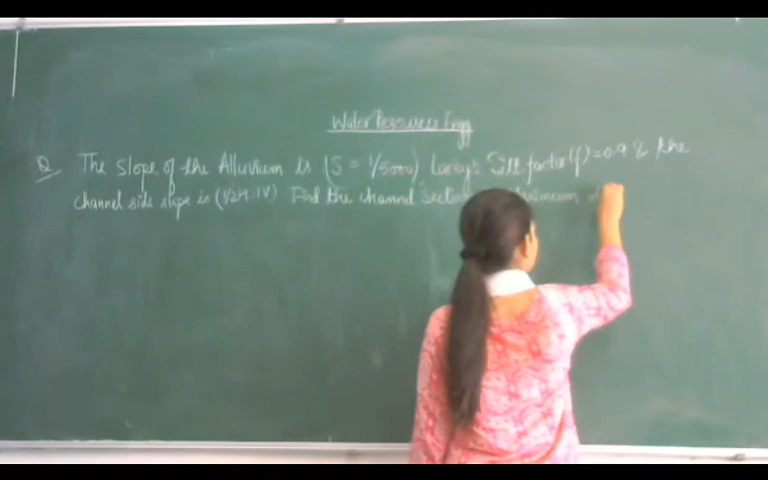 Water Resources Engg
Q The slope of the Alluvium is (S = 1/5000) Lacey's Silt factor (f) = 0.9 & the
channel side slope is (1/2H.1V) Find the channel Section